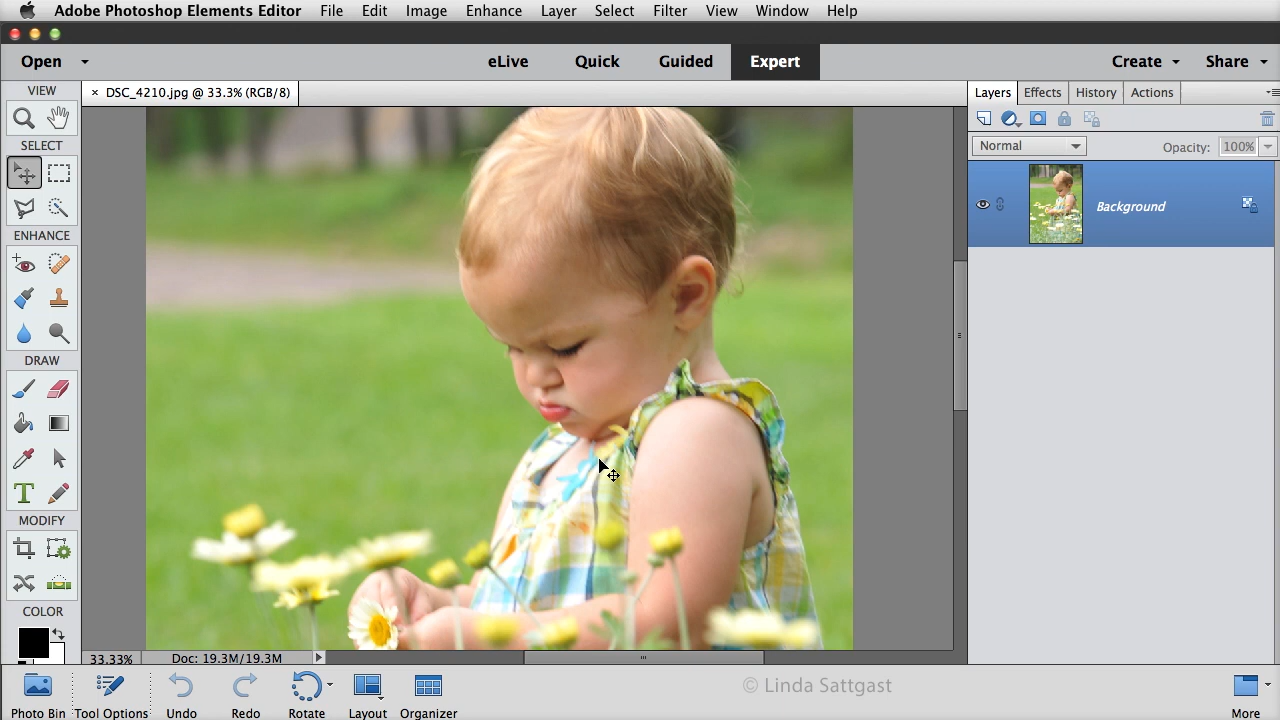 Adobe Photoshop Elements Editor File Edit Image Enhance Layer Select Filter View Window Help
Open eLive Quick Guided Expert Create Share
VIEW
× DSC_4210.jpg @ 33.3% (RGB/8)
Layers Effects History Actions
SELECT
Normal Opacity: 100%
Background
ENHANCE
DRAW
T
MODIFY
COLOR
33.33% Doc: 19.3M/19.3M
© Linda Sattgast
Photo Bin Tool Options Undo Redo Rotate Layout Organizer More